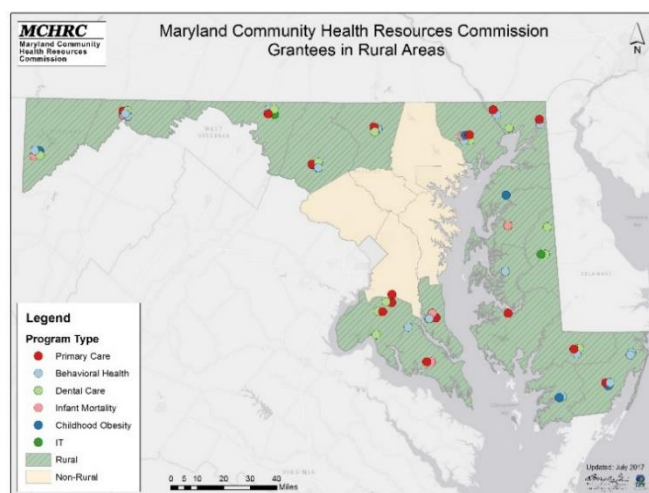 MCHRC
Maryland Community
Health Resources
Commission
Maryland Community Health Resources Commission
Grantees in Rural Areas
N
WEST
VIRGINIA
DELAWARE
Legend
Program Type
Primary Care
Behavioral Health
Dental Care
Infant Mortality
Childhood Obesity
IT
Rural
Non-Rural
VIRGINIA
0 5 10 20 30 40
Miles
Updated: July 2017